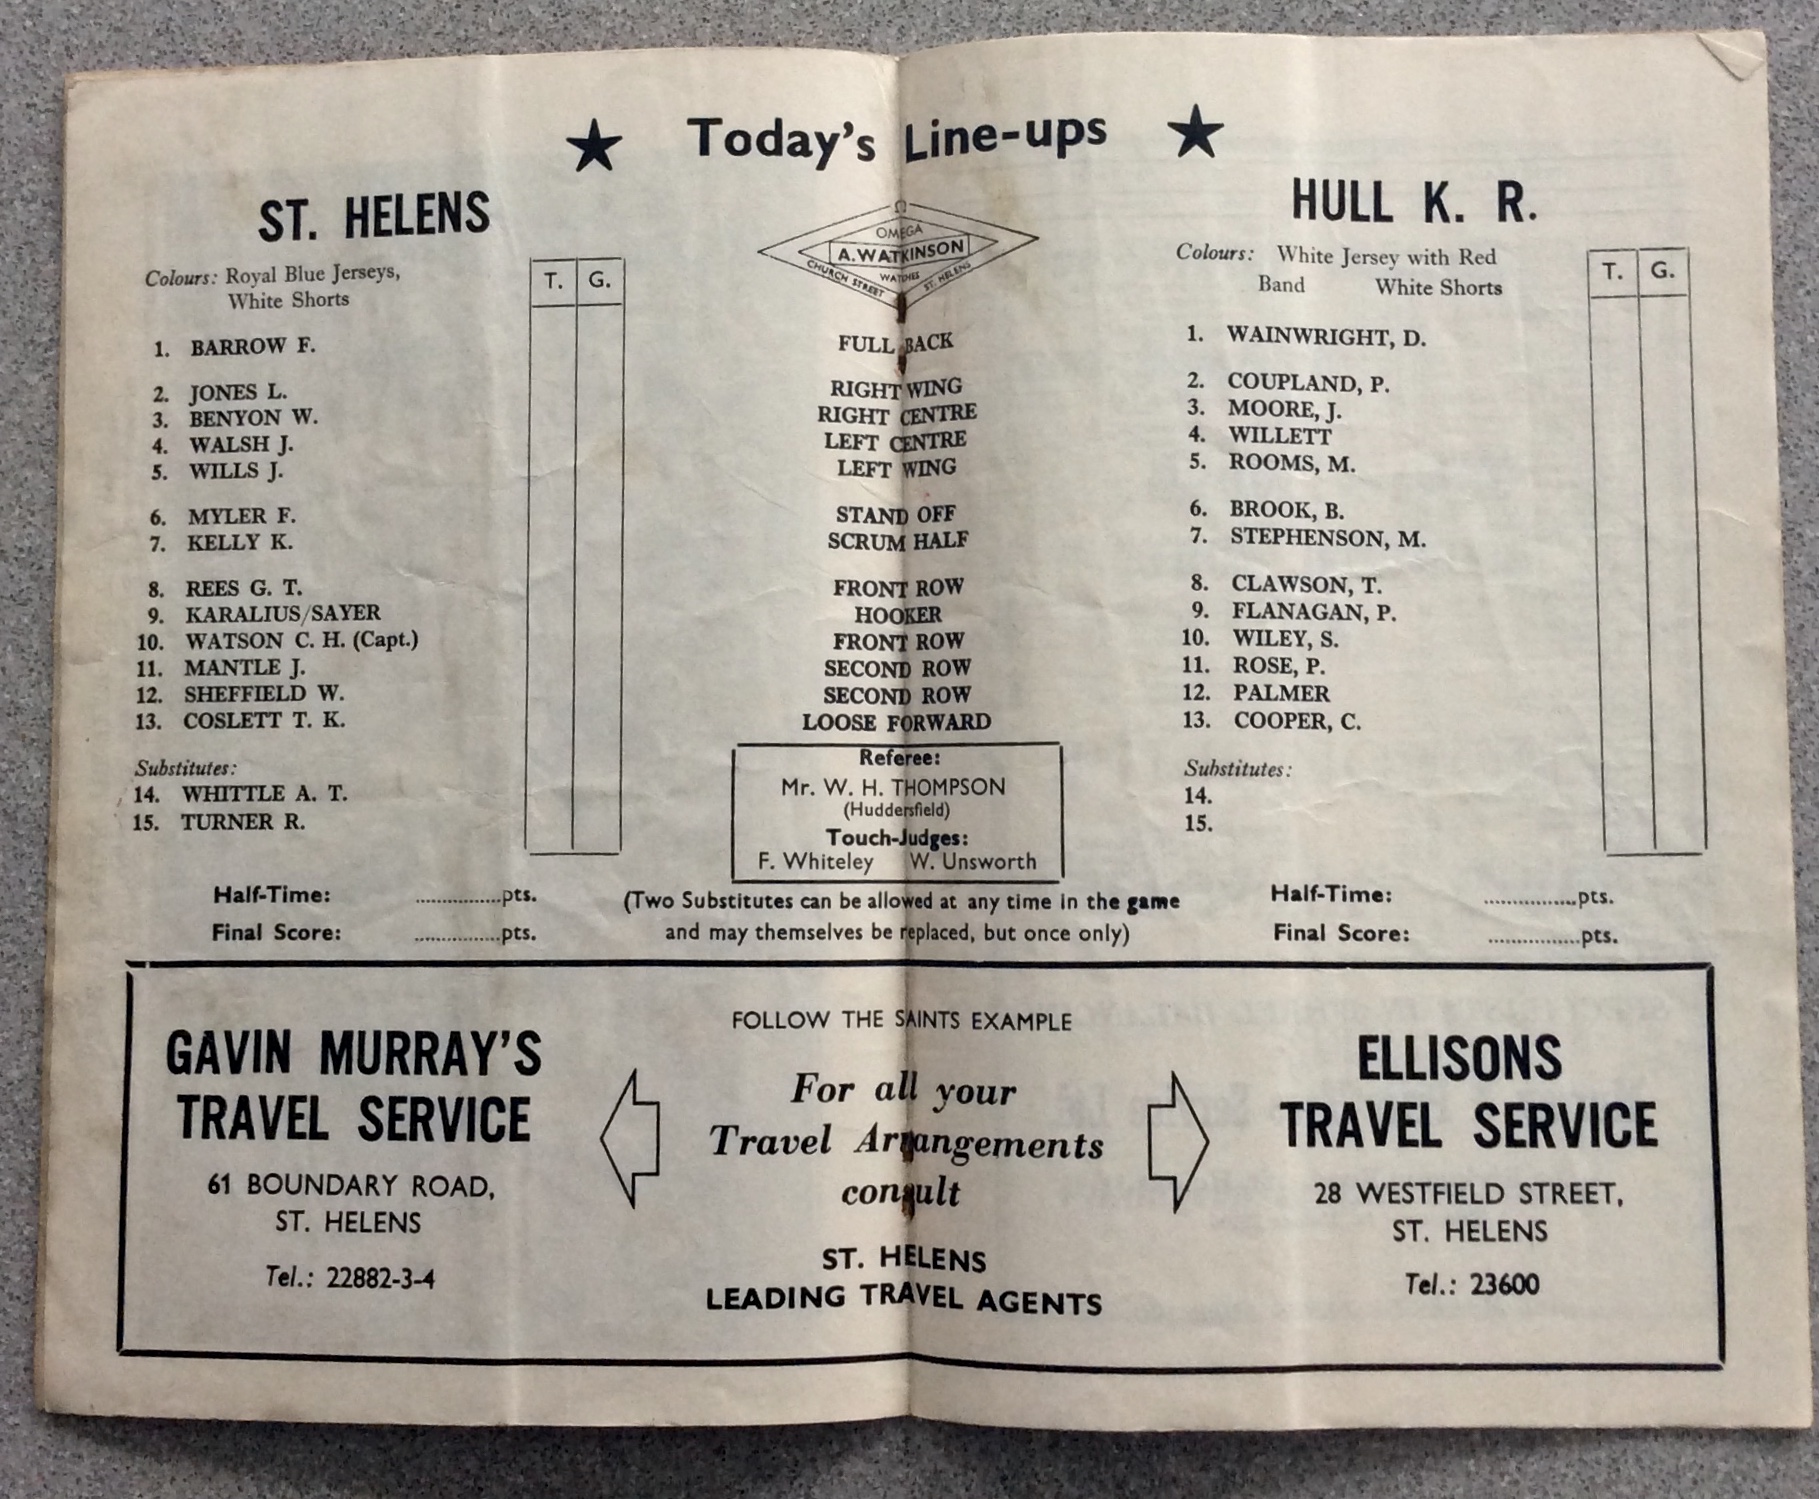 ★ Today's Line-ups ★
ST. HELENS
Colours: Royal Blue Jerseys,
White Shorts
T. G.
1. BARROW F.
2. JONES L.
3. BENYON W.
4. WALSH J.
5. WILLS J.
6. MYLER F.
7. KELLY K.
8. REES G. T.
9. KARALIUS/SAYER
10. WATSON C. H. (Capt.)
11. MANTLE J.
12. SHEFFIELD W.
13. COSLETT T. K.
Substitutes:
14. WHITTLE A. T.
15. TURNER R.
Half-Time: ...............pts.
Final Score: ...............pts.
Ω
OMEGA
A. WATKINSON
WATCHES
CHURCH STREET ST. HELENS
FULL BACK
RIGHT WING
RIGHT CENTRE
LEFT CENTRE
LEFT WING
STAND OFF
SCRUM HALF
FRONT ROW
HOOKER
FRONT ROW
SECOND ROW
SECOND ROW
LOOSE FORWARD
Referee:
Mr. W. H. THOMPSON
(Huddersfield)
Touch-Judges:
F. Whiteley W. Unsworth
(Two Substitutes can be allowed at any time in the game
and may themselves be replaced, but once only)
HULL K. R.
Colours: White Jersey with Red
Band White Shorts
T. G.
1. WAINWRIGHT, D.
2. COUPLAND, P.
3. MOORE, J.
4. WILLETT
5. ROOMS, M.
6. BROOK, B.
7. STEPHENSON, M.
8. CLAWSON, T.
9. FLANAGAN, P.
10. WILEY, S.
11. ROSE, P.
12. PALMER
13. COOPER, C.
Substitutes:
14.
15.
Half-Time: ................pts.
Final Score: ................pts.
GAVIN MURRAY'S
TRAVEL SERVICE
61 BOUNDARY ROAD,
ST. HELENS
Tel.: 22882-3-4
FOLLOW THE SAINTS EXAMPLE
For all your
Travel Arrangements
consult
ST. HELENS
LEADING TRAVEL AGENTS
ELLISONS
TRAVEL SERVICE
28 WESTFIELD STREET,
ST. HELENS
Tel.: 23600